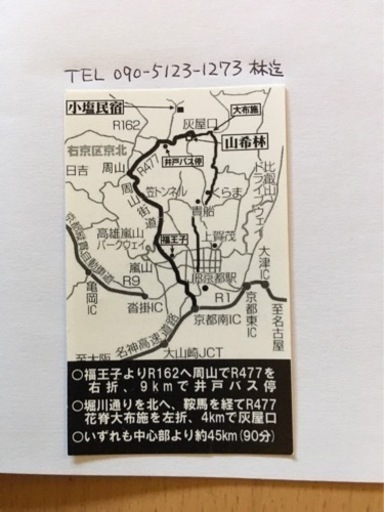 TEL 090-5123-1273 林迄
小塩民宿
大布施
灰屋口
R162
山希林
井戸バス停
右京区京北
R477
日吉
周山
笠トンネル
くらま
比叡山ドライブウェイ
周山街道
貴船
高雄嵐山
パークウェイ
福王子
上賀茂
嵐山
大津IC
京都縦貫自動車道
R9
京都駅
亀岡IC
沓掛IC
R1
京都東IC
京都南IC
至名古屋
至大阪
名神高速道路
大山崎JCT
○福王子よりR162へ周山でR477を
右折、9kmで井戸バス停
○堀川通りを北へ、鞍馬を経てR477
花脊大布施を左折、4kmで灰屋口
○いずれも中心部より約45km(90分)